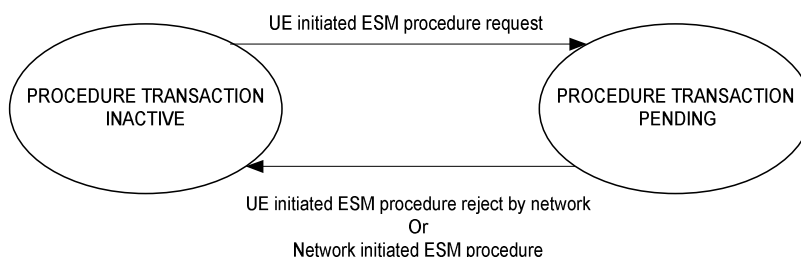 UE initiated ESM procedure request
PROCEDURE TRANSACTION
INACTIVE
PROCEDURE TRANSACTION
PENDING
UE initiated ESM procedure reject by network
Or
Network initiated ESM procedure